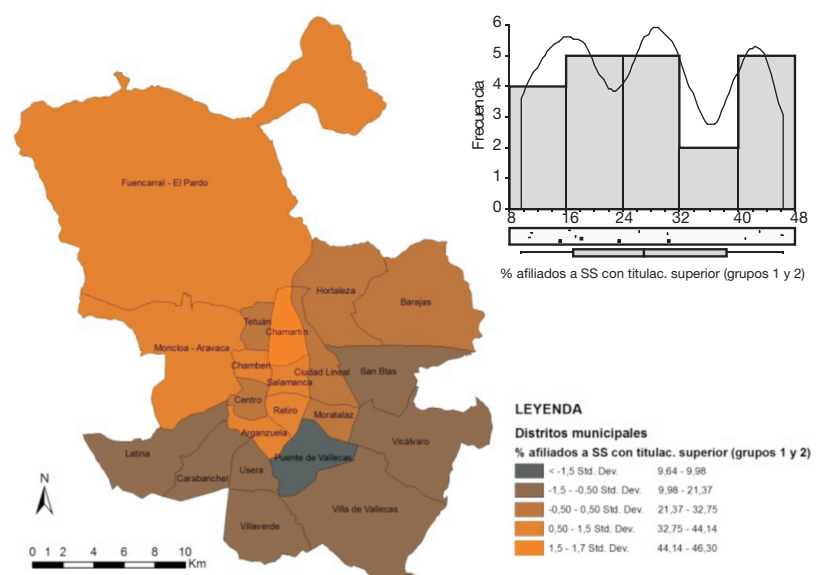 Fuencarral - El Pardo
Hortaleza
Barajas
Tetuán
Chamartín
Moncloa - Aravaca
Chamberí
Ciudad Lineal
San Blas
Salamanca
Centro
Retiro
Moratalaz
Arganzuela
Vicálvaro
Latina
Puente de Vallecas
Carabanchel
Usera
Villa de Vallecas
Villaverde
N
0 1 2 4 6 8 10
Km
Frecuencia
6
5
4
3
2
1
0
8 16 24 32 40 48
% afiliados a SS con titulac. superior (grupos 1 y 2)
LEYENDA
Distritos municipales
% afiliados a SS con titulac. superior (grupos 1 y 2)
< -1,5 Std. Dev. 9,64 - 9,98
-1,5 - -0,50 Std. Dev. 9,98 - 21,37
-0,50 - 0,50 Std. Dev. 21,37 - 32,75
0,50 - 1,5 Std. Dev. 32,75 - 44,14
1,5 - 1,7 Std. Dev. 44,14 - 46,30